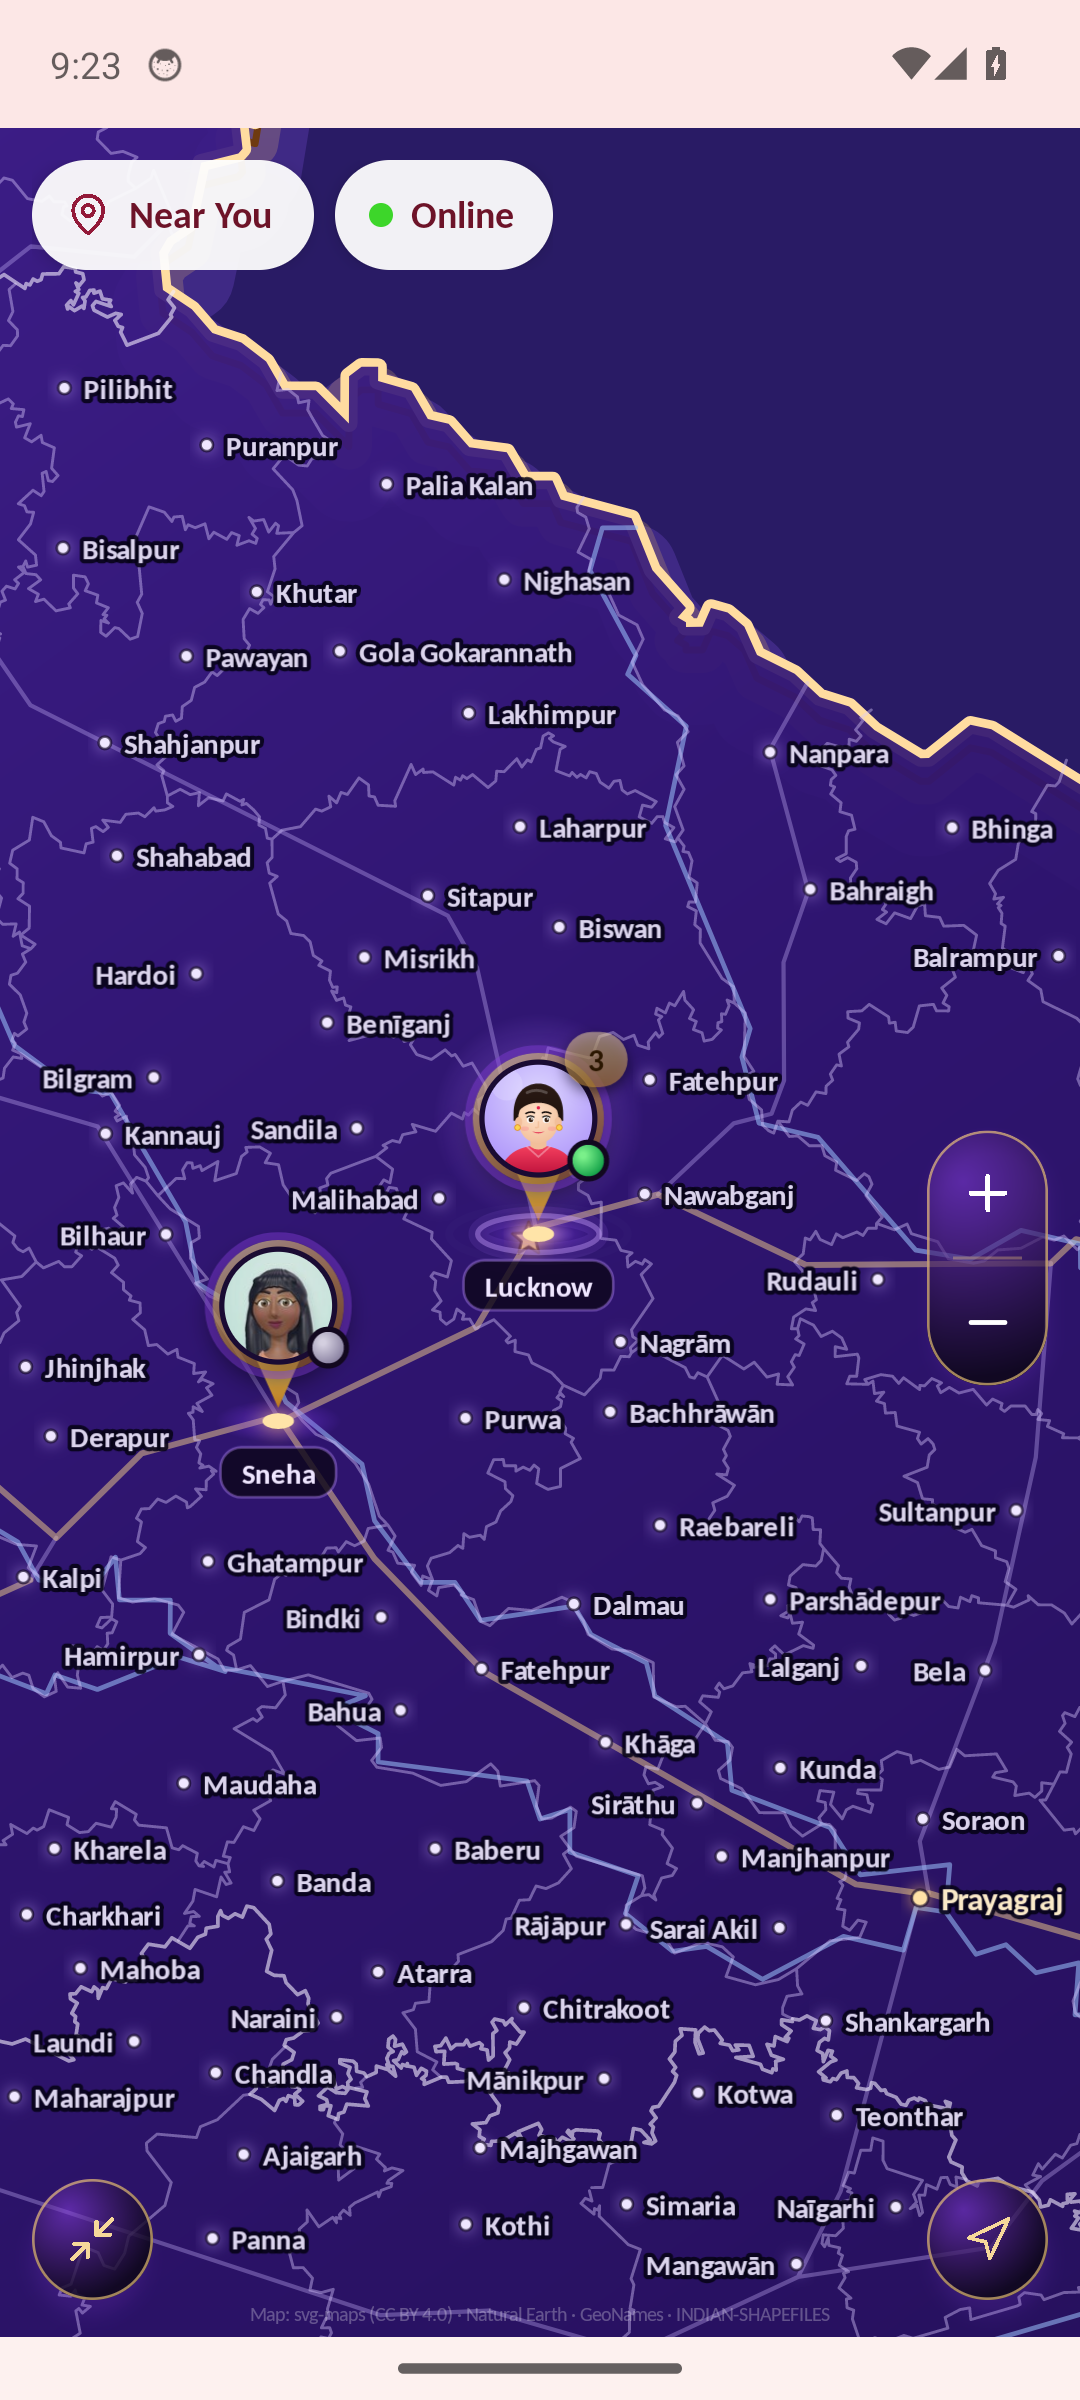 9:23
Near You
Online
Pilibhit
Puranpur
Palia Kalan
Bisalpur
Nighasan
Khutar
Pawayan
Gola Gokarannath
Lakhimpur
Shahjanpur
Nanpara
Laharpur
Bhinga
Shahabad
Bahraigh
Sitapur
Biswan
Misrikh
Balrampur
Hardoi
Benīganj
3
Bilgram
Fatehpur
Kannauj
Sandila
Malihabad
Nawabganj
Bilhaur
Rudauli
Lucknow
Nagrām
Jhinjhak
Purwa
Bachhrāwān
Derapur
Sneha
Sultanpur
Raebareli
Ghatampur
Kalpi
Parshādepur
Dalmau
Bindki
Hamirpur
Lalganj
Bela
Fatehpur
Bahua
Khāga
Kunda
Maudaha
Sirāthu
Soraon
Kharela
Baberu
Manjhanpur
Banda
Prayagraj
Charkhari
Rājāpur
Sarai Akil
Mahoba
Atarra
Chitrakoot
Naraini
Shankargarh
Laundi
Chandla
Mānikpur
Kotwa
Maharajpur
Teonthar
Majhgawan
Ajaigarh
Simaria
Naīgarhi
Kothi
Panna
Mangawān
Map: svg-maps (CC BY 4.0) · Natural Earth · GeoNames · INDIAN-SHAPEFILES